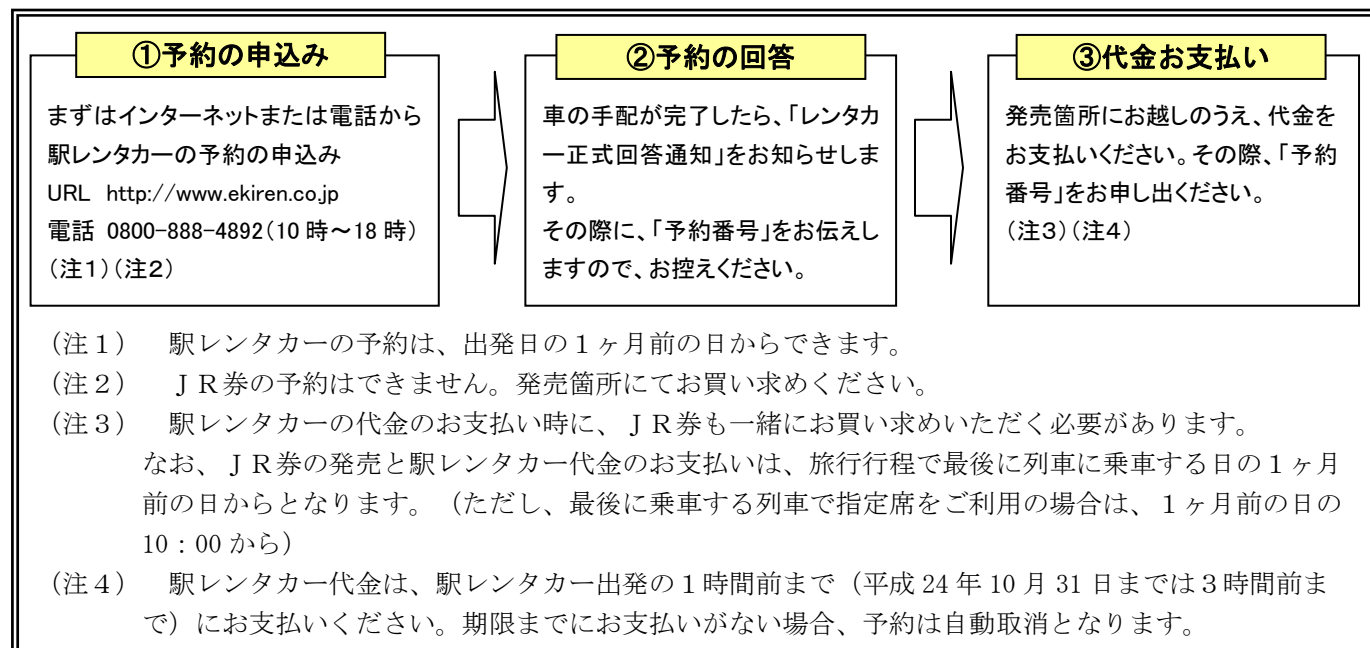 ①予約の申込み
まずはインターネットまたは電話から
駅レンタカーの予約の申込み
URL http://www.ekiren.co.jp
電話 0800-888-4892(10時～18時)
(注1)(注2)
②予約の回答
車の手配が完了したら、「レンタカ
ー正式回答通知」をお知らせしま
す。
その際に、「予約番号」をお伝えし
ますので、お控えください。
③代金お支払い
発売箇所にお越しのうえ、代金を
お支払いください。その際、「予約
番号」をお申し出ください。
(注3)(注4)
(注1) 駅レンタカーの予約は、出発日の1ヶ月前の日からできます。
(注2) JR券の予約はできません。発売箇所にてお買い求めください。
(注3) 駅レンタカーの代金のお支払い時に、JR券も一緒にお買い求めいただく必要があります。
なお、JR券の発売と駅レンタカー代金のお支払いは、旅行行程で最後に列車に乗車する日の1ヶ月
前の日からとなります。(ただし、最後に乗車する列車で指定席をご利用の場合は、1ヶ月前の日の
10:00から)
(注4) 駅レンタカー代金は、駅レンタカー出発の1時間前まで(平成24年10月31日までは3時間前ま
で)にお支払いください。期限までにお支払いがない場合、予約は自動取消となります。